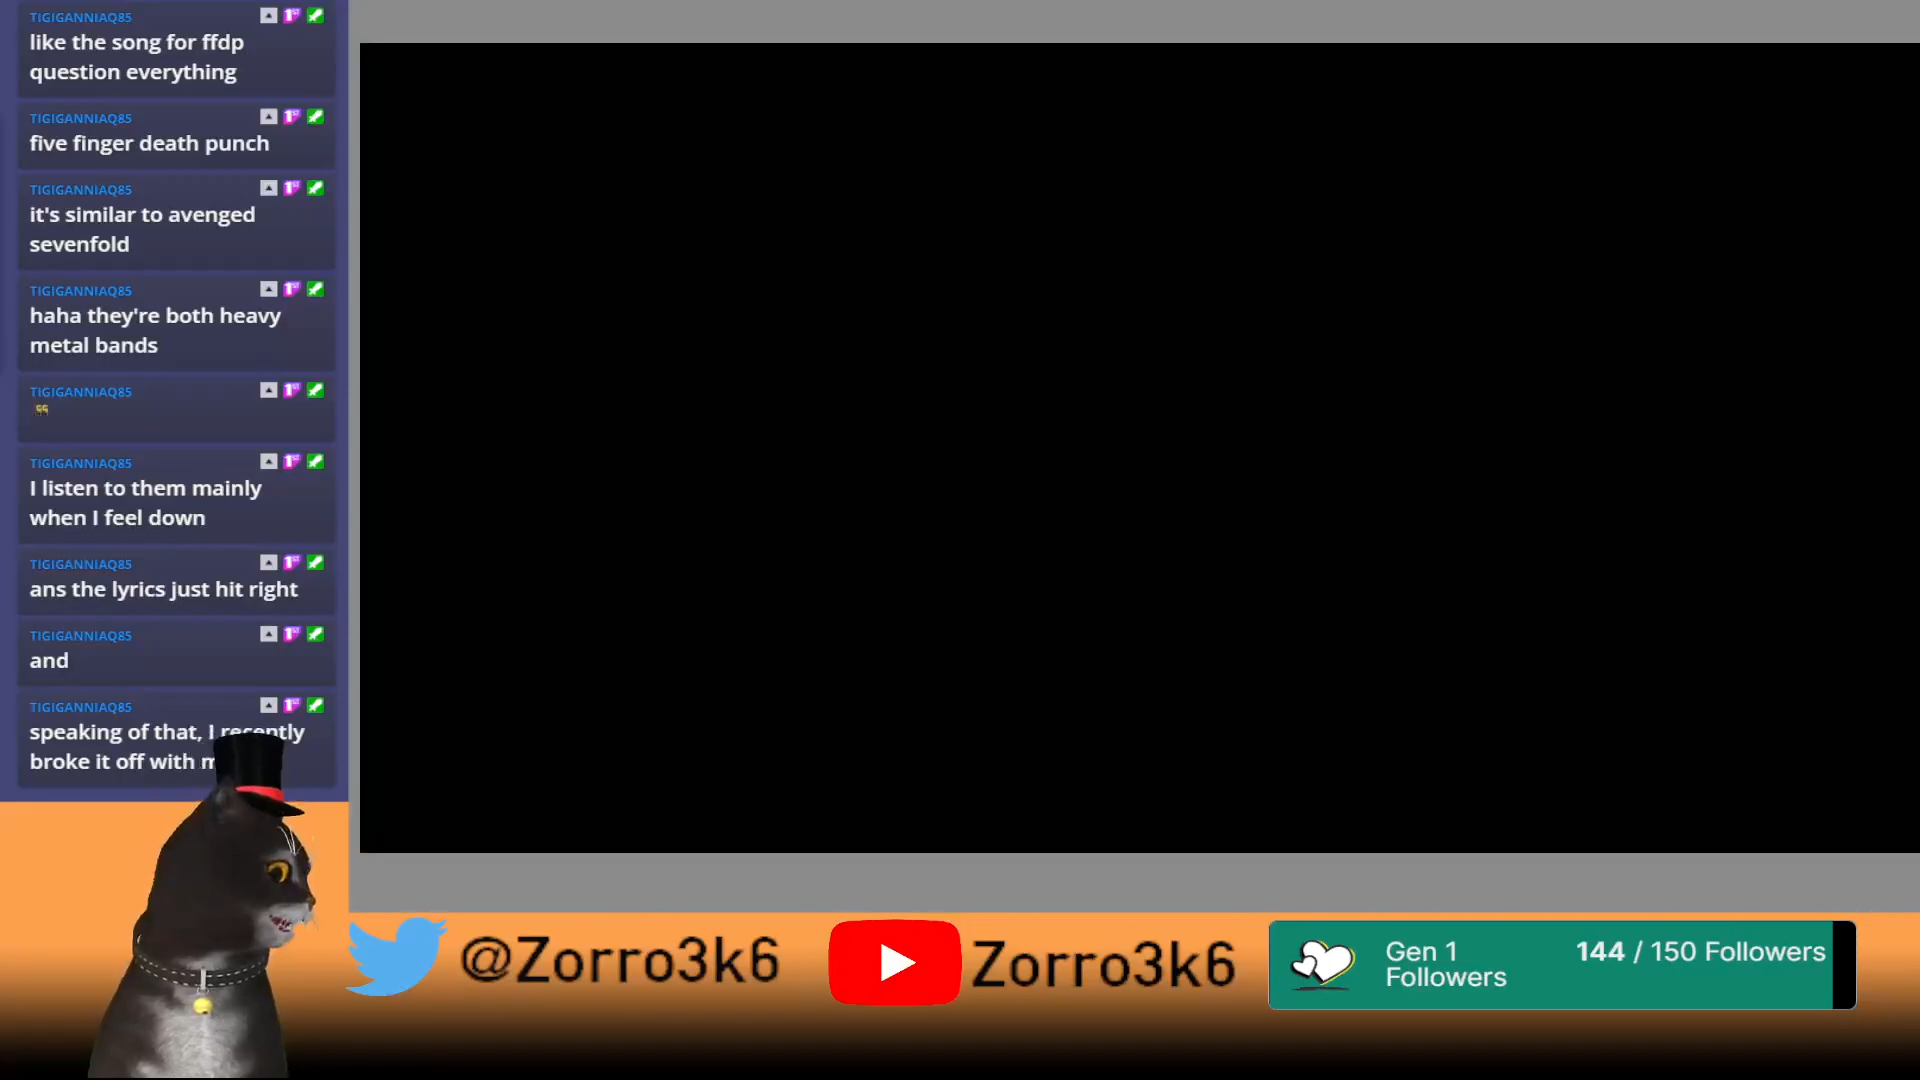 TIGIGANNIAQ85
like the song for ffdp
question everything
TIGIGANNIAQ85
five finger death punch
TIGIGANNIAQ85
it's similar to avenged
sevenfold
TIGIGANNIAQ85
haha they're both heavy
metal bands
TIGIGANNIAQ85
TIGIGANNIAQ85
I listen to them mainly
when I feel down
TIGIGANNIAQ85
ans the lyrics just hit right
TIGIGANNIAQ85
and
TIGIGANNIAQ85
speaking of that, I recently
broke it off with
@Zorro3k6
Zorro3k6
Gen 1
Followers
144 / 150 Followers